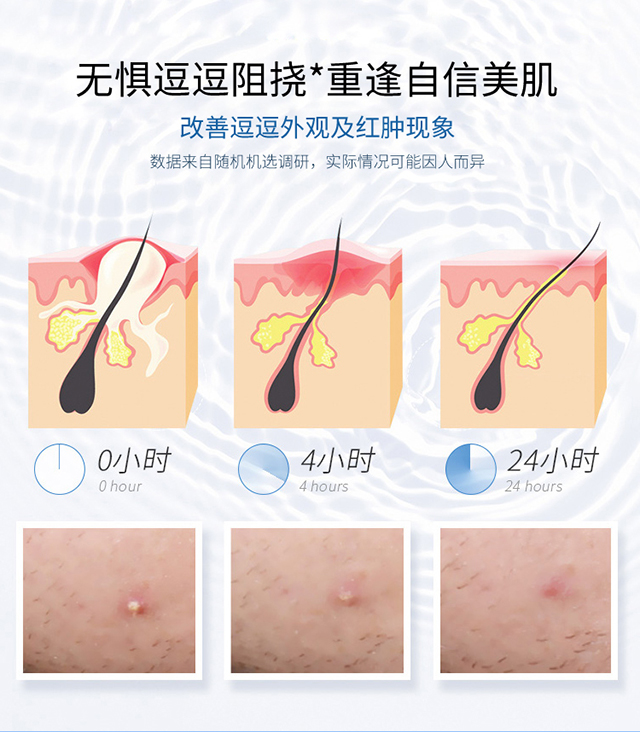 无惧逗逗阻挠*重逢自信美肌
改善逗逗外观及红肿现象
数据来自随机机选调研，实际情况可能因人而异
0小时
0 hour
4小时
4 hours
24小时
24 hours